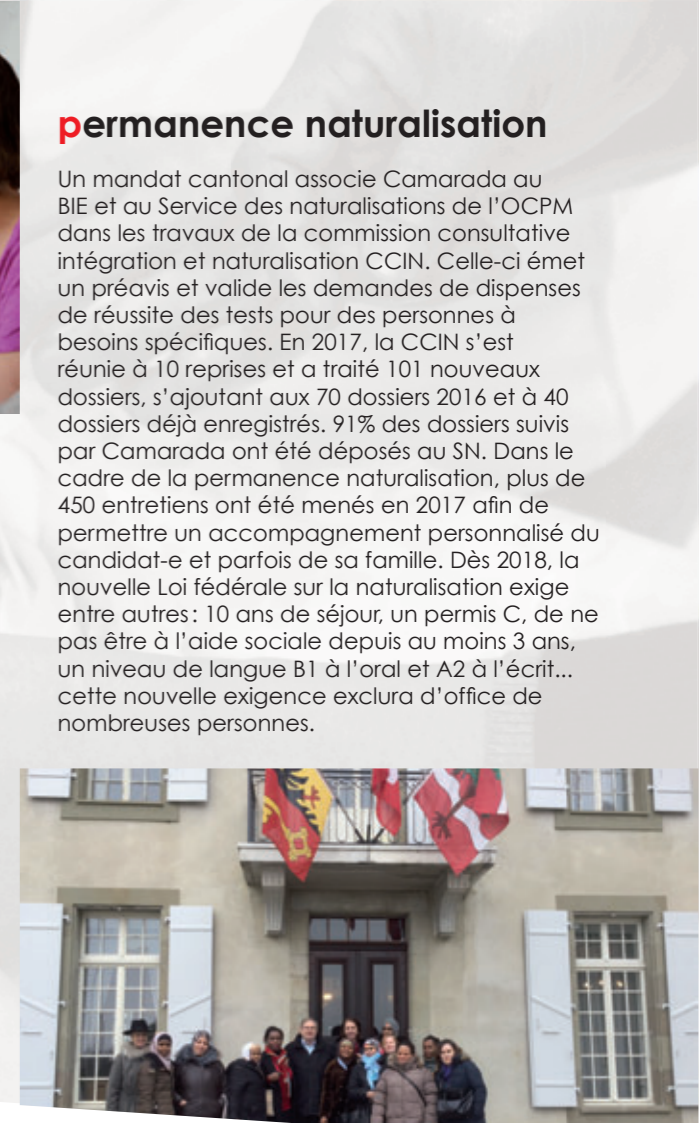 permanence naturalisation
Un mandat cantonal associe Camarada au
BIE et au Service des naturalisations de l’OCPM
dans les travaux de la commission consultative
intégration et naturalisation CCIN. Celle-ci émet
un préavis et valide les demandes de dispenses
de réussite des tests pour des personnes à
besoins spécifiques. En 2017, la CCIN s’est
réunie à 10 reprises et a traité 101 nouveaux
dossiers, s’ajoutant aux 70 dossiers 2016 et à 40
dossiers déjà enregistrés. 91% des dossiers suivis
par Camarada ont été déposés au SN. Dans le
cadre de la permanence naturalisation, plus de
450 entretiens ont été menés en 2017 afin de
permettre un accompagnement personnalisé du
candidat-e et parfois de sa famille. Dès 2018, la
nouvelle Loi fédérale sur la naturalisation exige
entre autres : 10 ans de séjour, un permis C, de ne
pas être à l’aide sociale depuis au moins 3 ans,
un niveau de langue B1 à l’oral et A2 à l’écrit...
cette nouvelle exigence exclura d’office de
nombreuses personnes.